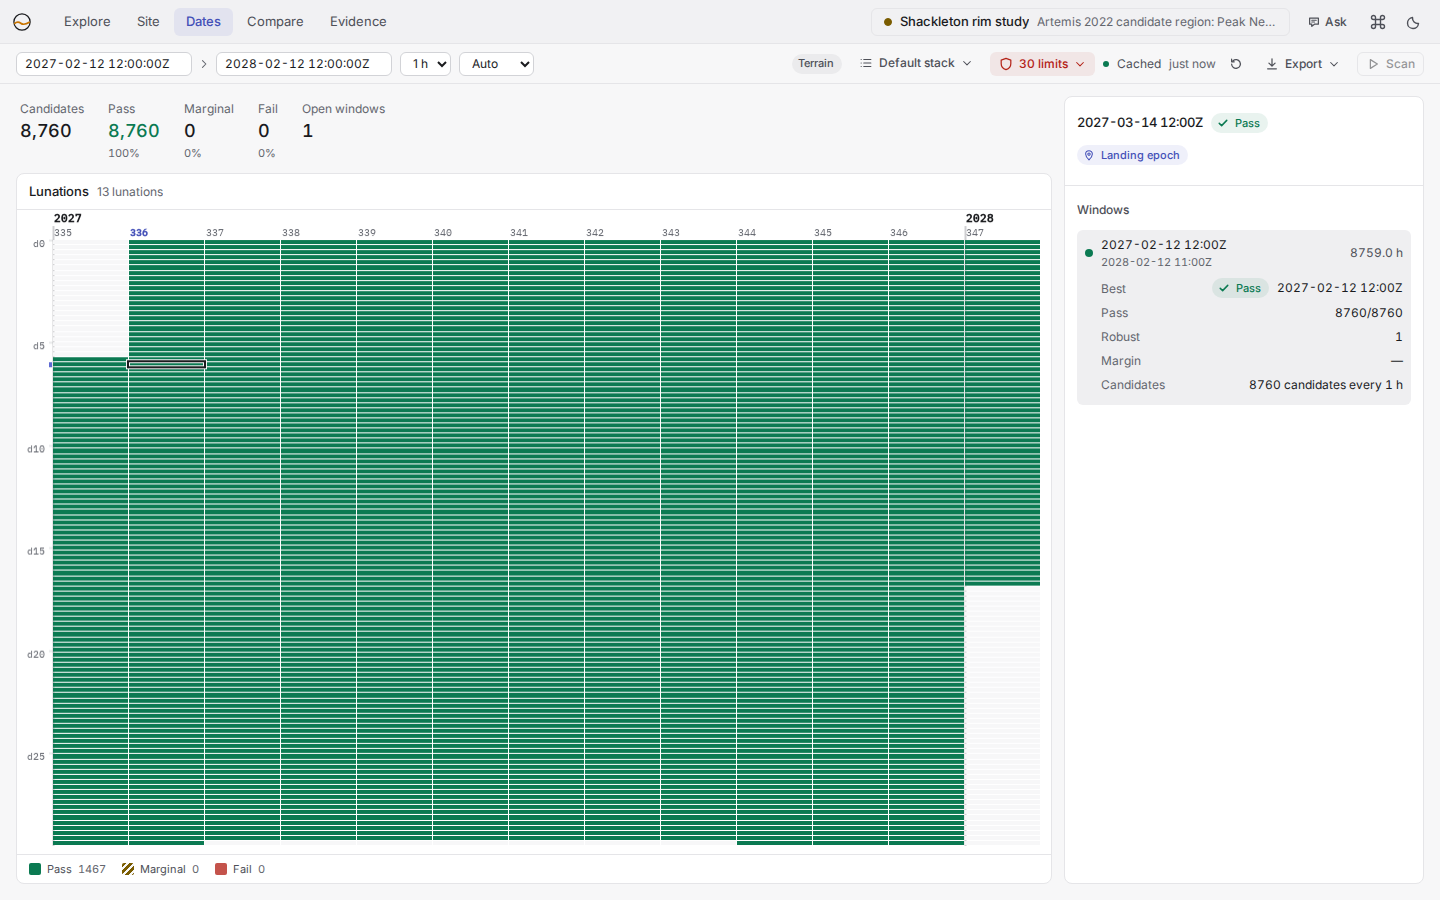 Explore Site Dates Compare Evidence Shackleton rim study Artemis 2022 candidate region: Peak Ne... Ask
2027-02-12 12:00:00Z 2028-02-12 12:00:00Z 1 h Auto Terrain Default stack 30 limits Cached just now Export Scan
Candidates Pass Marginal Fail Open windows
8,760 8,760 0 0 1
100% 0% 0%
Lunations 13 lunations
2027 2028
335 336 337 338 339 340 341 342 343 344 345 346 347
d0
d5
d10
d15
d20
d25
Pass 1467 Marginal 0 Fail 0
2027-03-14 12:00Z Pass
Landing epoch
Windows
2027-02-12 12:00Z
2028-02-12 11:00Z 8759.0 h
Best Pass 2027-02-12 12:00Z
Pass 8760/8760
Robust 1
Margin —
Candidates 8760 candidates every 1 h